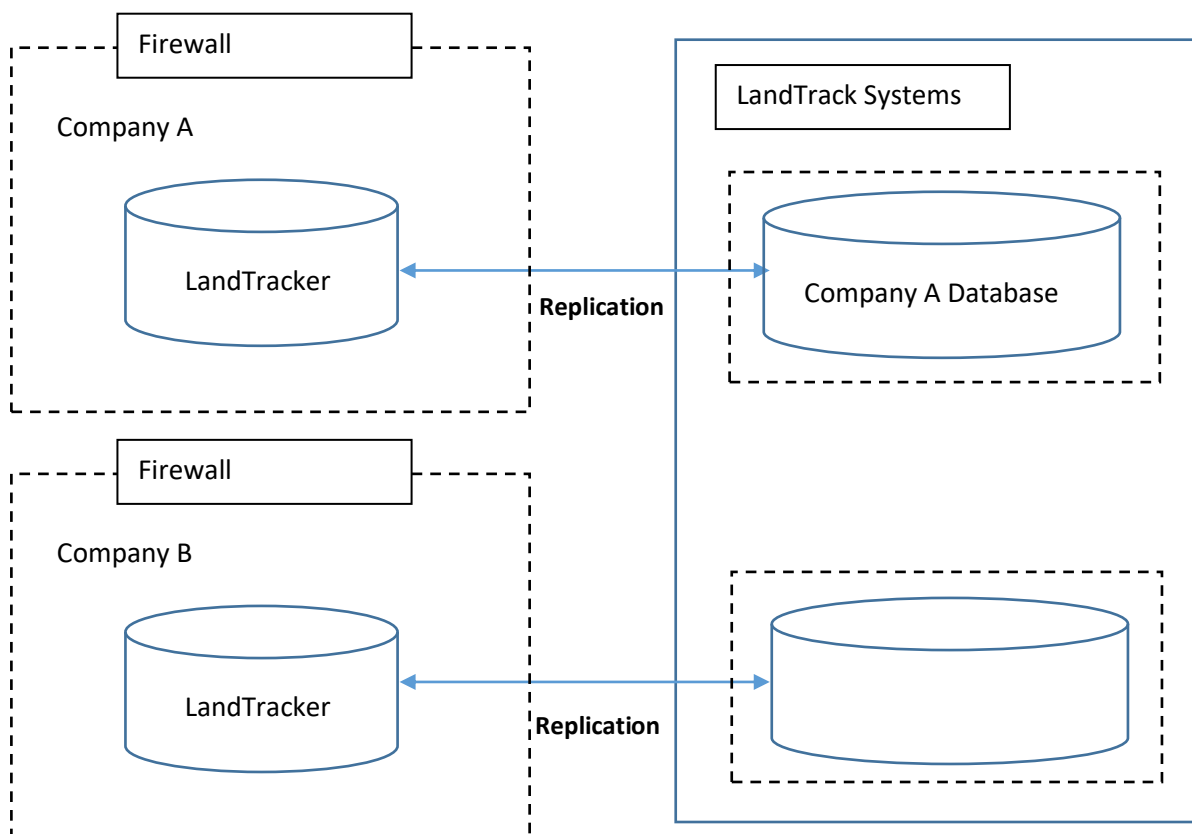 Firewall
LandTrack Systems
Company A
LandTracker
Company A Database
Replication
Firewall
Company B
LandTracker
Replication